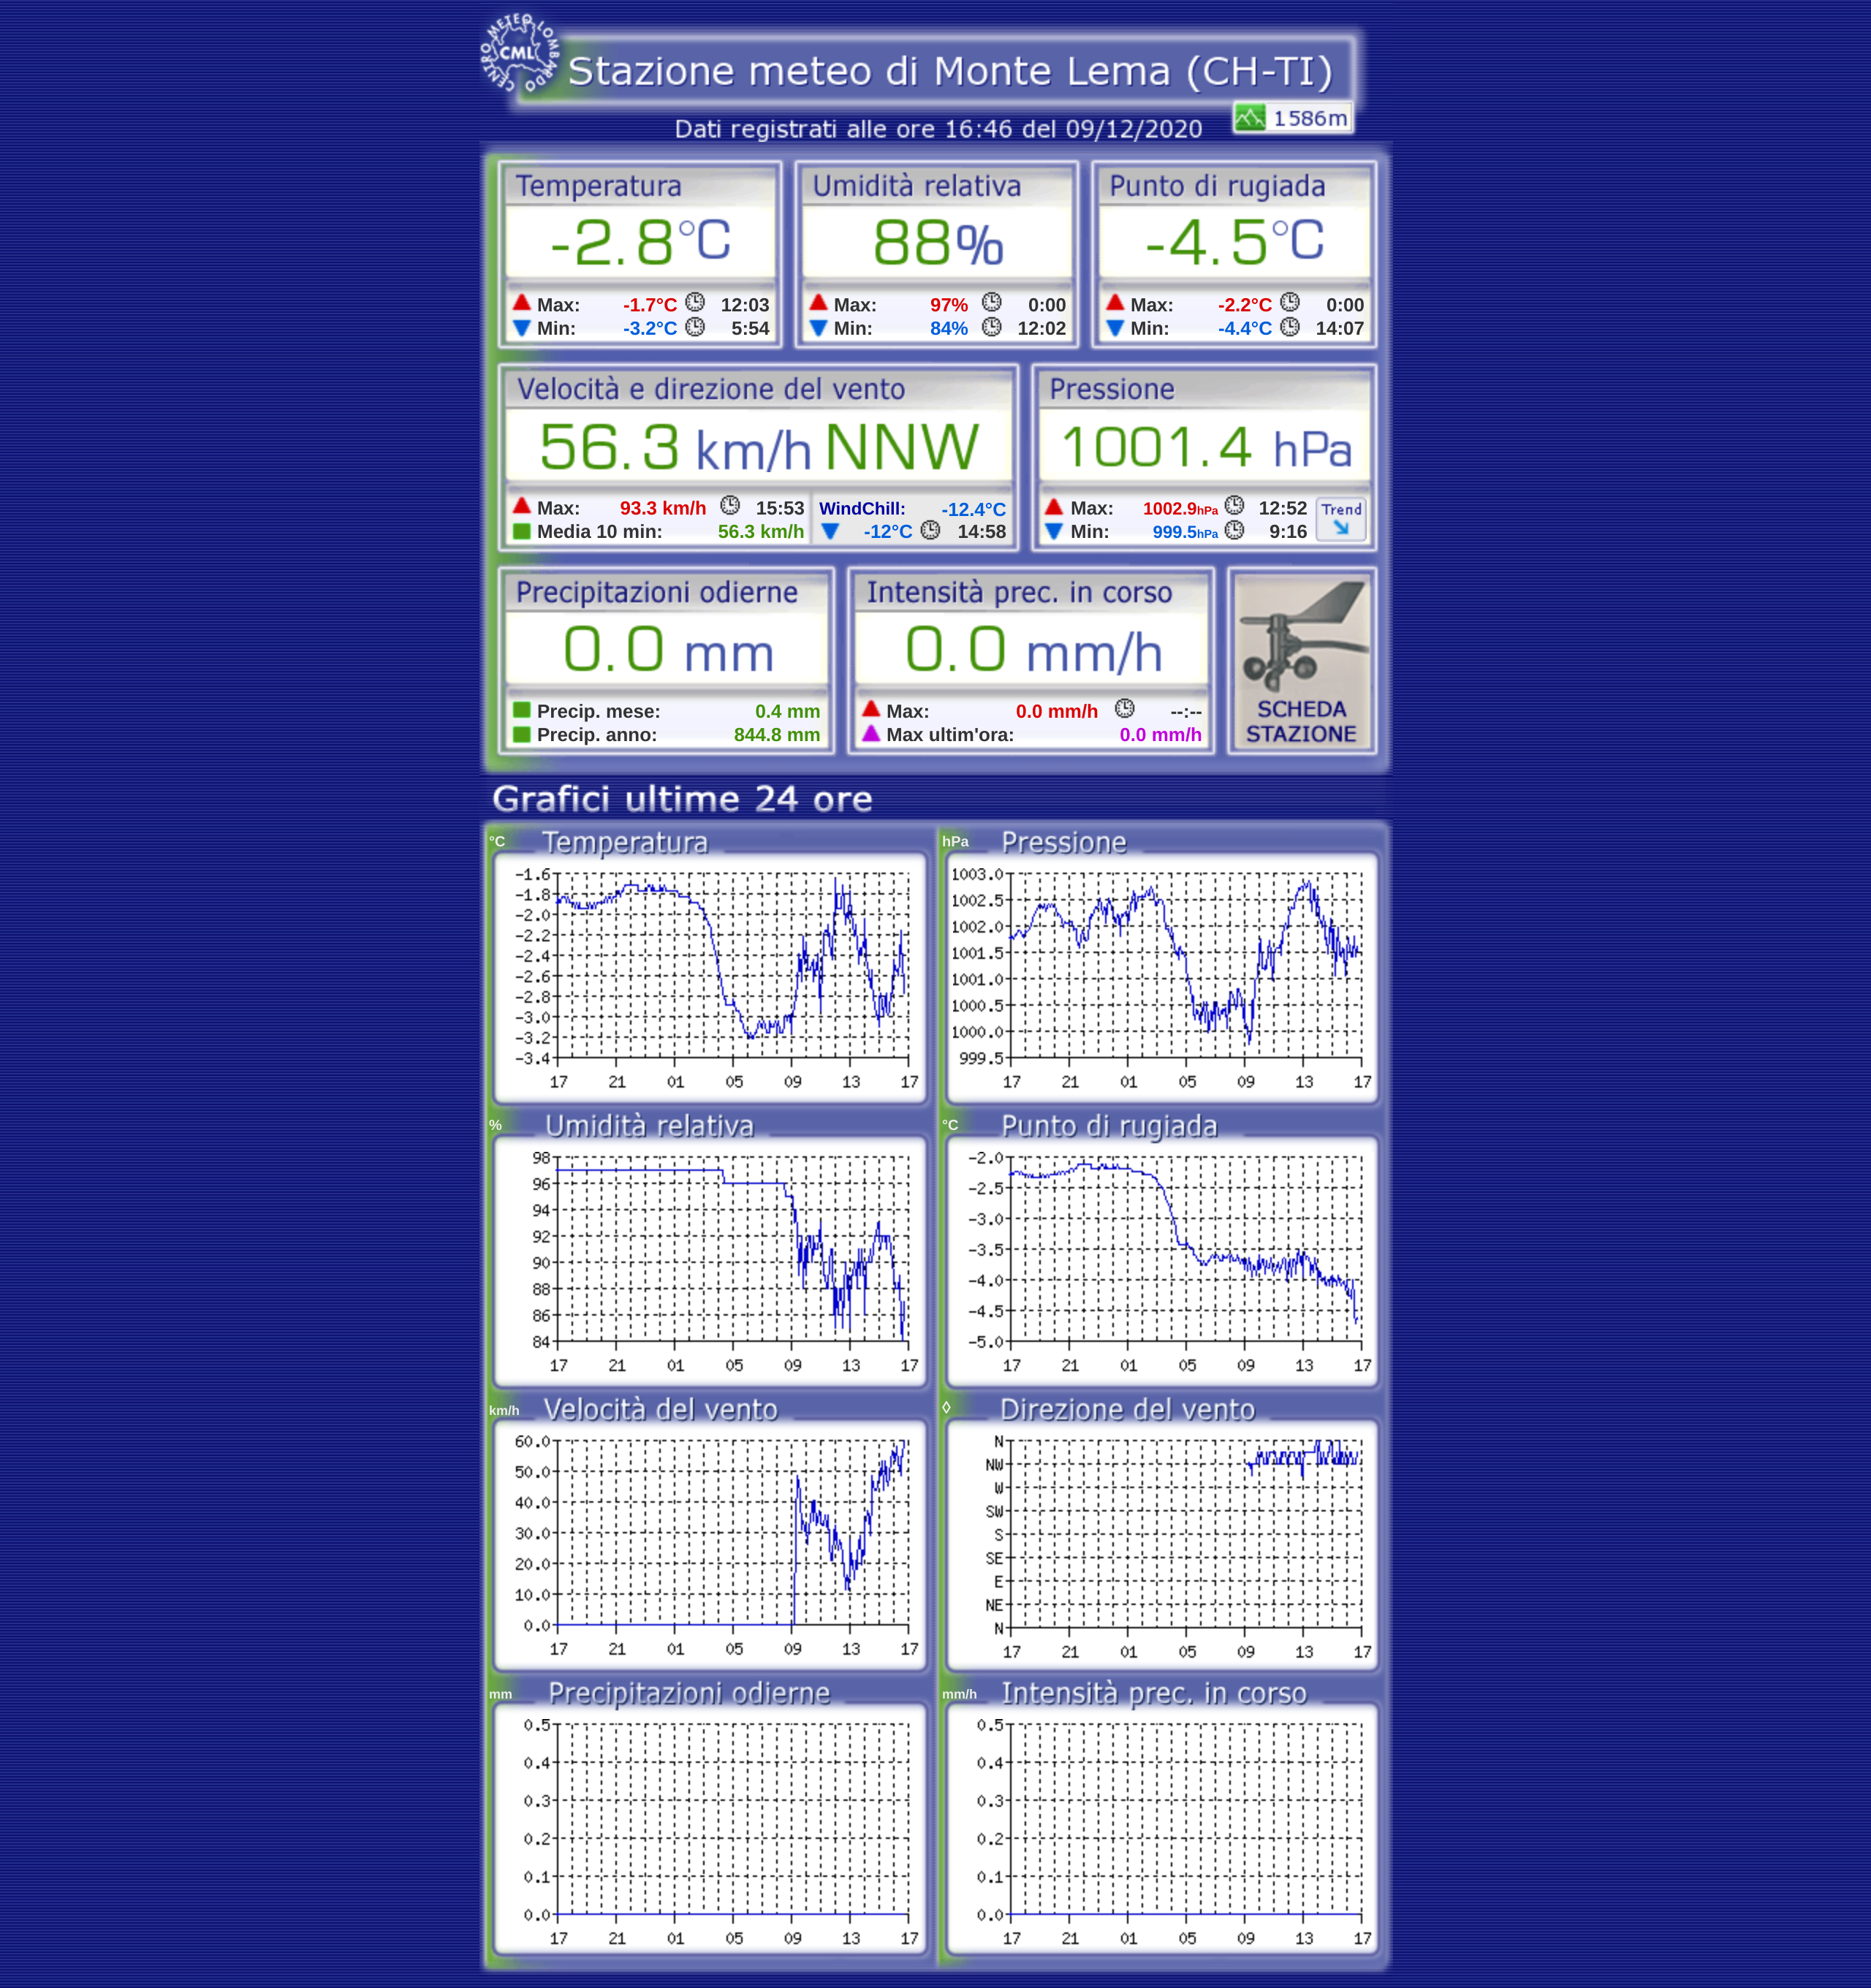 CENTRO METEO LOMBARDO
CML
Stazione meteo di Monte Lema (CH-TI)
1586m
Dati registrati alle ore 16:46 del 09/12/2020
Temperatura Umidità relativa Punto di rugiada
-2.8°C 88% -4.5°C
Max: -1.7°C 12:03 Max: 97% 0:00 Max: -2.2°C 0:00
Min: -3.2°C 5:54 Min: 84% 12:02 Min: -4.4°C 14:07
Velocità e direzione del vento Pressione
56.3 km/h NNW 1001.4 hPa
Max: 93.3 km/h 15:53 WindChill: -12.4°C Max: 1002.9hPa 12:52 Trend
Media 10 min: 56.3 km/h -12°C 14:58 Min: 999.5hPa 9:16
Precipitazioni odierne Intensità prec. in corso
0.0 mm 0.0 mm/h
Precip. mese: 0.4 mm Max: 0.0 mm/h --:-- SCHEDA
Precip. anno: 844.8 mm Max ultim'ora: 0.0 mm/h STAZIONE
Grafici ultime 24 ore
°C Temperatura
-1.6
-1.8
-2.0
-2.2
-2.4
-2.6
-2.8
-3.0
-3.2
-3.4
17 21 01 05 09 13 17
hPa Pressione
1003.0
1002.5
1002.0
1001.5
1001.0
1000.5
1000.0
999.5
17 21 01 05 09 13 17
% Umidità relativa
98
96
94
92
90
88
86
84
17 21 01 05 09 13 17
°C Punto di rugiada
-2.0
-2.5
-3.0
-3.5
-4.0
-4.5
-5.0
17 21 01 05 09 13 17
km/h Velocità del vento
60.0
50.0
40.0
30.0
20.0
10.0
0.0
17 21 01 05 09 13 17
◊ Direzione del vento
N
NW
W
SW
S
SE
E
NE
N
17 21 01 05 09 13 17
mm Precipitazioni odierne
0.5
0.4
0.3
0.2
0.1
0.0
17 21 01 05 09 13 17
mm/h Intensità prec. in corso
0.5
0.4
0.3
0.2
0.1
0.0
17 21 01 05 09 13 17